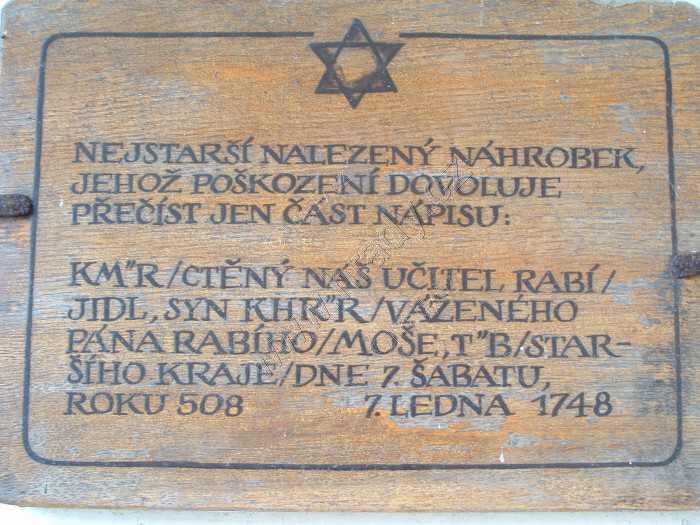 NEJSTARŠÍ NALEZENÝ NÁHROBEK,
JEHOŽ POŠKOZENÍ DOVOLUJE
PŘEČÍST JEN ČÁST NÁPISU:
KM"R/CTĚNÝ NÁŠ UČITEL RABÍ/
JIDL, SYN KHR"R/VÁŽENÉHO
PÁNA RABÍHO/MOŠE, T"B/STAR-
ŠÍHO KRAJE/DNE 7. ŠABATU,
ROKU 508 7. LEDNA 1748